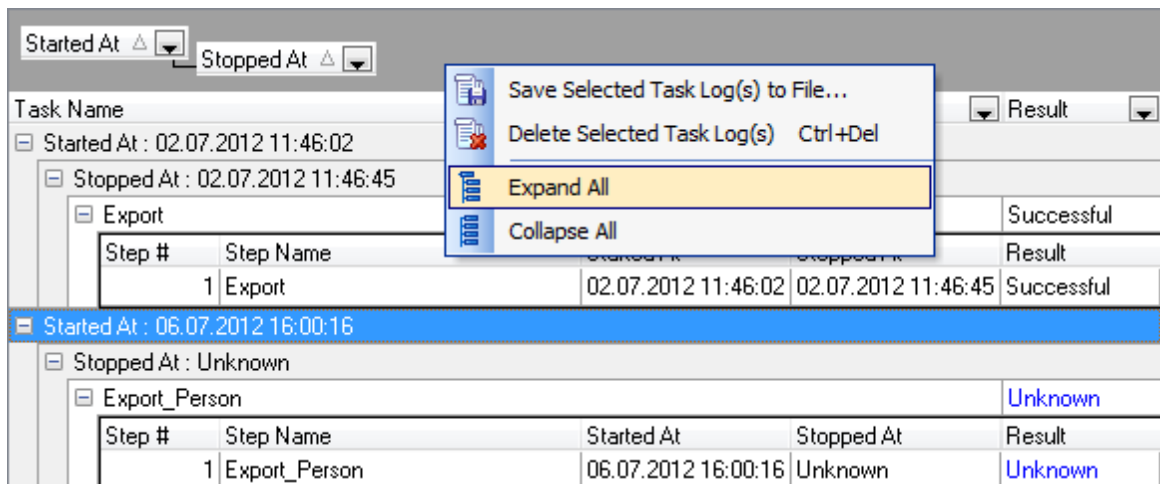 Started At
Stopped At
Task Name
Result
Save Selected Task Log(s) to File...
Delete Selected Task Log(s) Ctrl+Del
Expand All
Collapse All
Started At : 02.07.2012 11:46:02
Stopped At : 02.07.2012 11:46:45
Export Successful
Step # Step Name Result
1 Export 02.07.2012 11:46:02 02.07.2012 11:46:45 Successful
Started At : 06.07.2012 16:00:16
Stopped At : Unknown
Export_Person Unknown
Step # Step Name Started At Stopped At Result
1 Export_Person 06.07.2012 16:00:16 Unknown Unknown